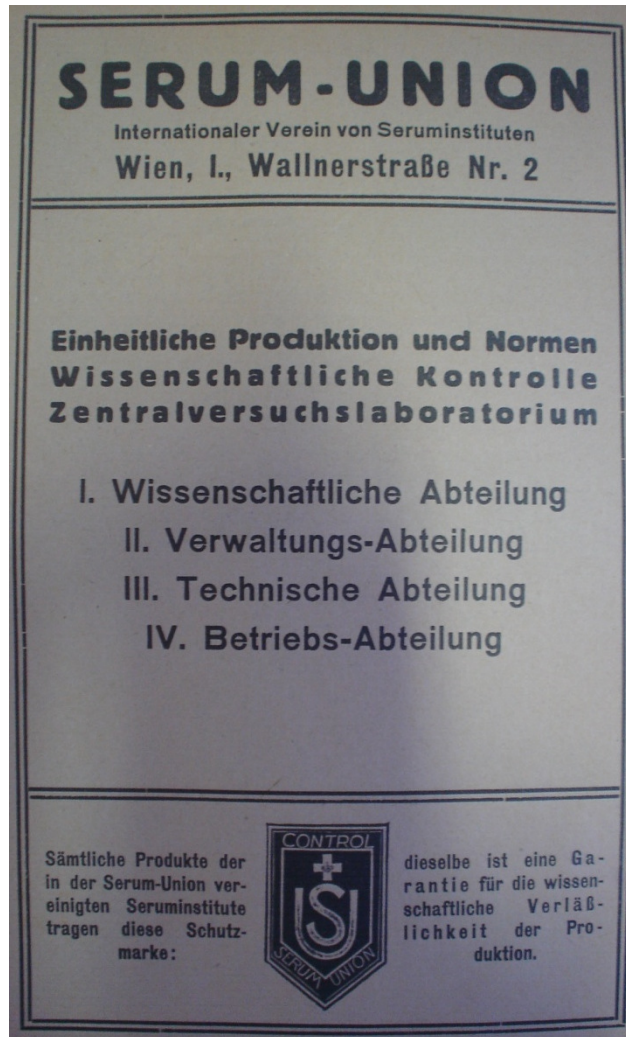 SERUM-UNION
Internationaler Verein von Seruminstituten
Wien, I., Wallnerstraße Nr. 2
Einheitliche Produktion und Normen
Wissenschaftliche Kontrolle
Zentralversuchslaboratorium
I. Wissenschaftliche Abteilung
II. Verwaltungs-Abteilung
III. Technische Abteilung
IV. Betriebs-Abteilung
Sämtliche Produkte der
in der Serum-Union ver-
einigten Seruminstitute
tragen diese Schutz-
marke:
CONTROL
SU
SERUM UNION
dieselbe ist eine Ga-
rantie für die wissen-
schaftliche Verläß-
lichkeit der Pro-
duktion.